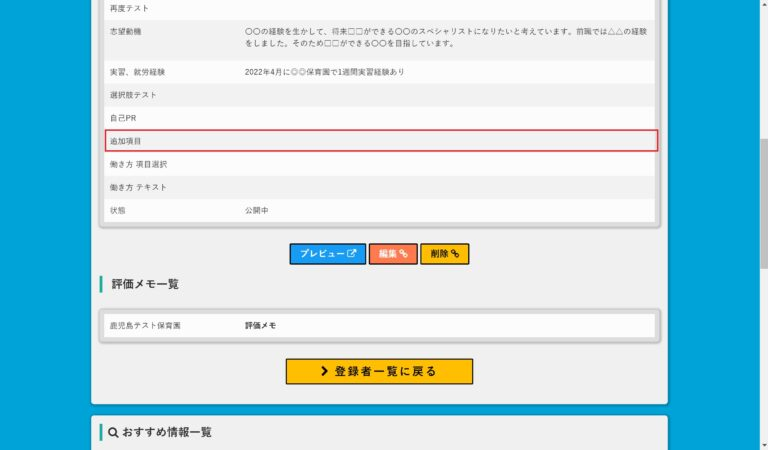 再度テスト
志望動機
〇〇の経験を生かして、将来□□ができる〇〇のスペシャリストになりたいと考えています。前職では△△の経験
をしました。そのため□□ができる〇〇を目指しています。
実習、就労経験 2022年4月に◎◎保育園で1週間実習経験あり
選択肢テスト
自己PR
追加項目
働き方 項目選択
働き方 テキスト
状態 公開中
プレビュー 編集 削除
評価メモ一覧
鹿児島テスト保育園 評価メモ
登録者一覧に戻る
おすすめ情報一覧